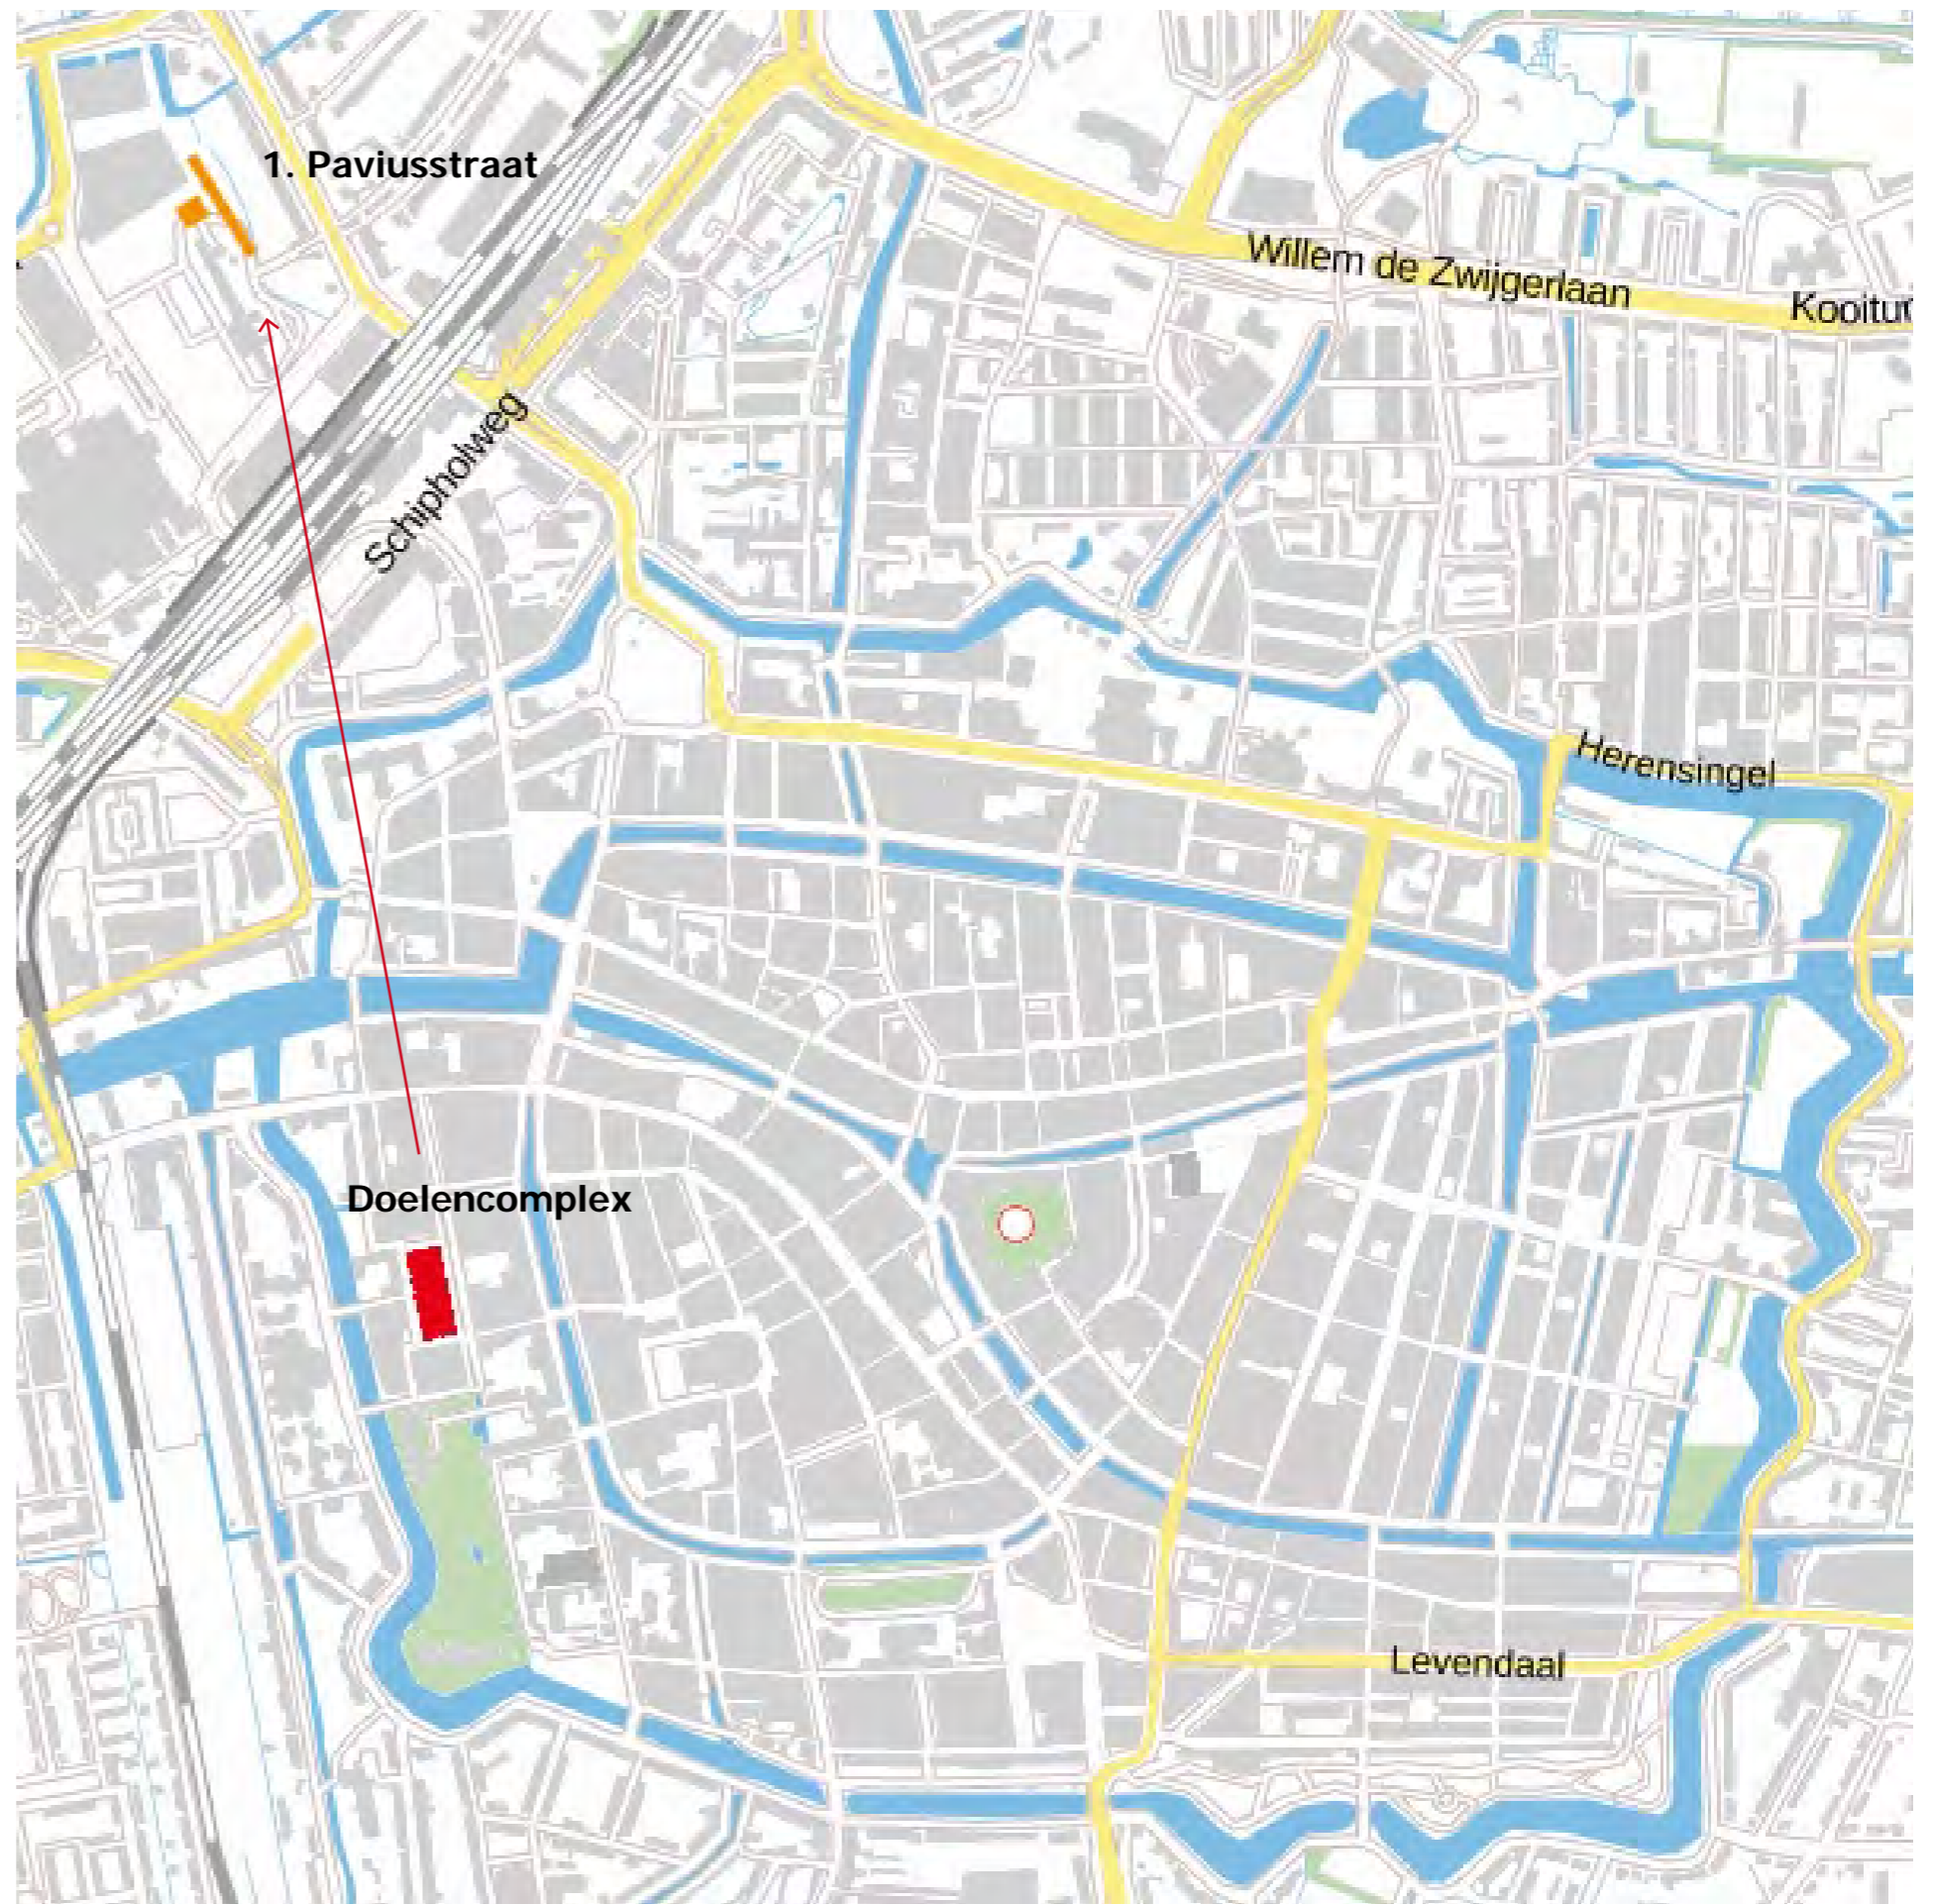 1. Paviusstraat
Willem de Zwijgerlaan
Schipholweg
Herensingel
Doelencomplex
Levendaal